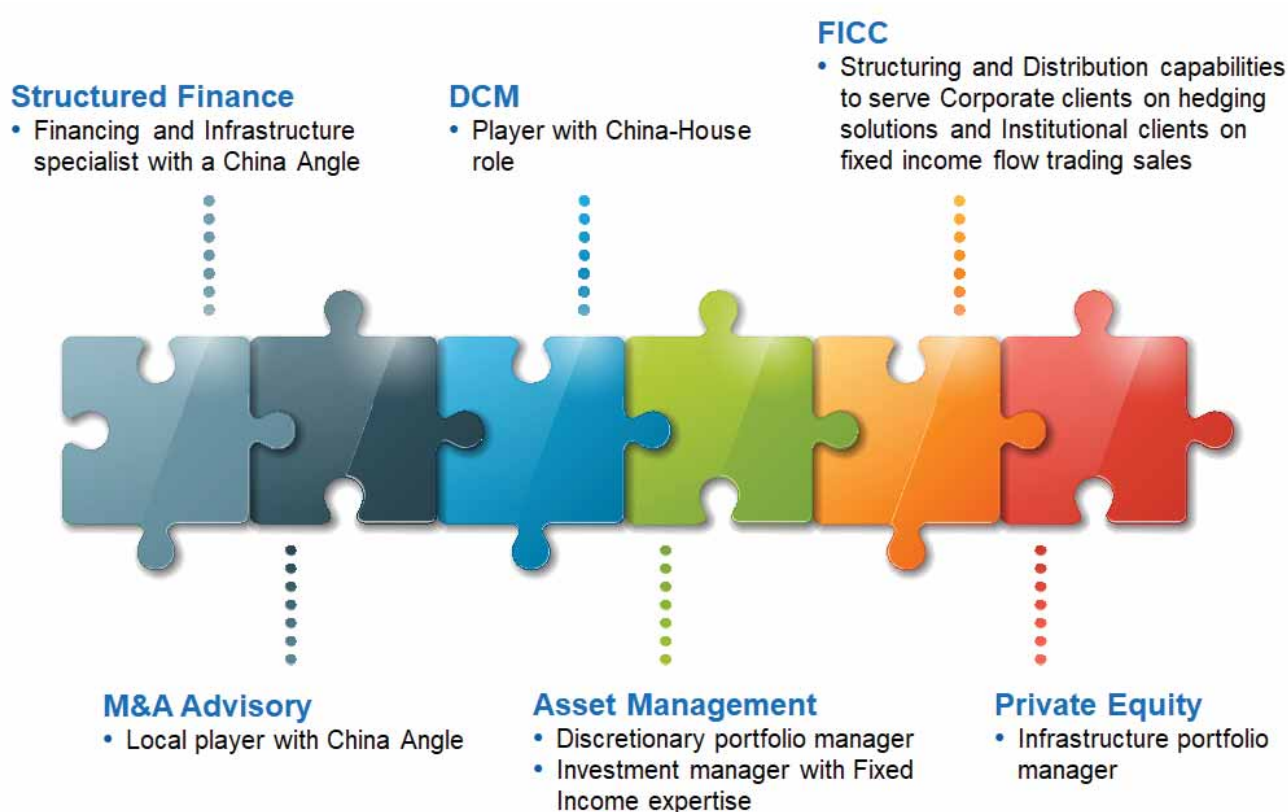 FICC
• Structuring and Distribution capabilities
to serve Corporate clients on hedging
solutions and Institutional clients on
fixed income flow trading sales
Structured Finance
• Financing and Infrastructure
specialist with a China Angle
DCM
• Player with China-House
role
M&A Advisory
• Local player with China Angle
Asset Management
• Discretionary portfolio manager
• Investment manager with Fixed
Income expertise
Private Equity
• Infrastructure portfolio
manager